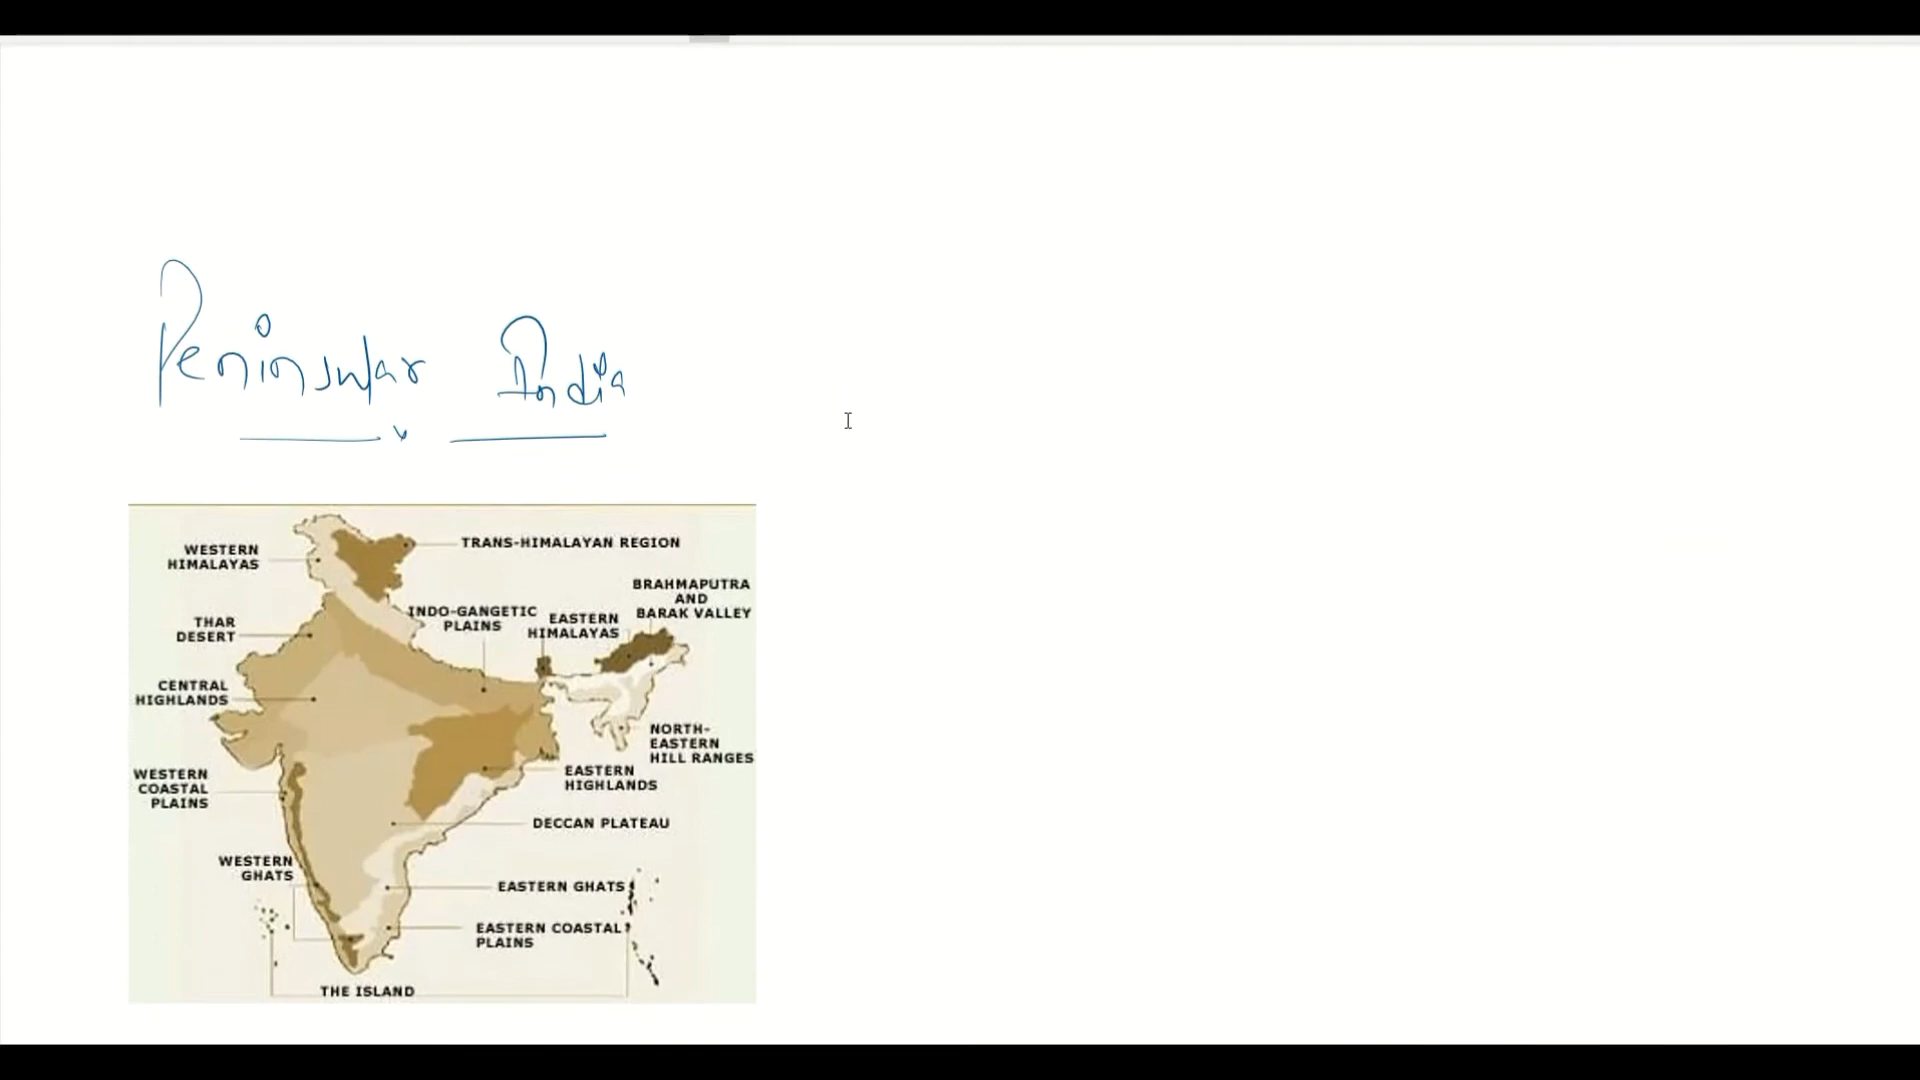 Peninsular India
WESTERN
HIMALAYAS
TRANS-HIMALAYAN REGION
BRAHMAPUTRA
AND
BARAK VALLEY
INDO-GANGETIC
PLAINS
EASTERN
HIMALAYAS
THAR
DESERT
CENTRAL
HIGHLANDS
NORTH-
EASTERN
HILL RANGES
WESTERN
COASTAL
PLAINS
EASTERN
HIGHLANDS
DECCAN PLATEAU
WESTERN
GHATS
EASTERN GHATS
EASTERN COASTAL
PLAINS
THE ISLAND